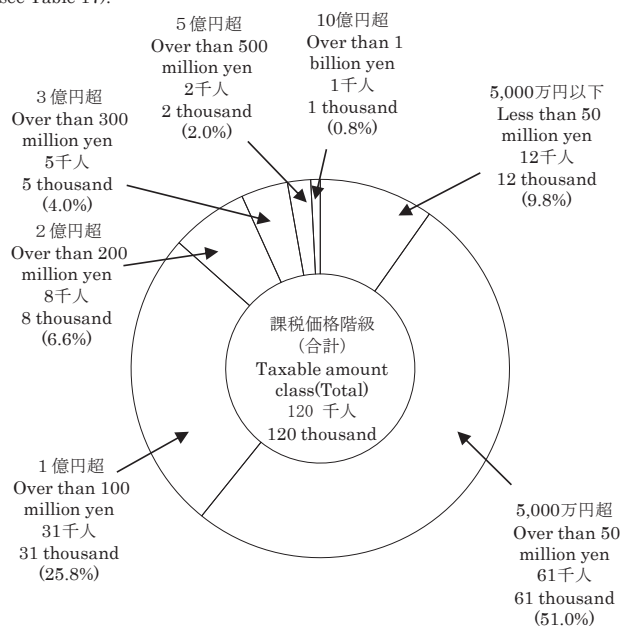 see Table 17).
５億円超
Over than 500
million yen
2千人
2 thousand
(2.0%)
10億円超
Over than 1
billion yen
1千人
1 thousand
(0.8%)
5,000万円以下
Less than 50
million yen
12千人
12 thousand
(9.8%)
３億円超
Over than 300
million yen
5千人
5 thousand
(4.0%)
２億円超
Over than 200
million yen
8千人
8 thousand
(6.6%)
課税価格階級
（合計）
Taxable amount
class(Total)
120 千人
120 thousand
１億円超
Over than 100
million yen
31千人
31 thousand
(25.8%)
5,000万円超
Over than 50
million yen
61千人
61 thousand
(51.0%)